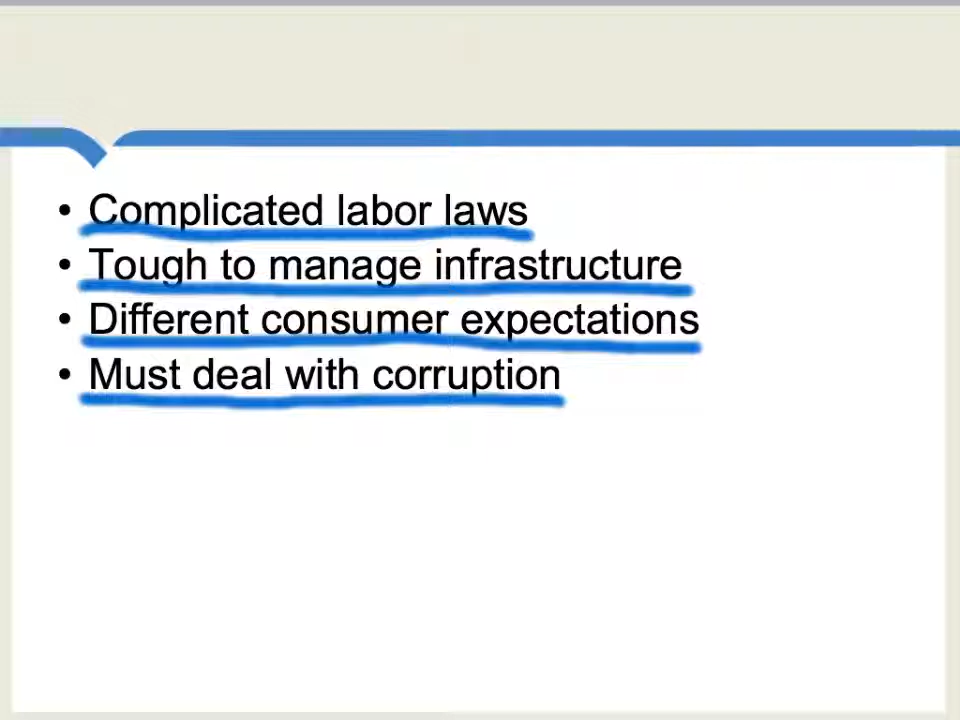 • Complicated labor laws
• Tough to manage infrastructure
• Different consumer expectations
• Must deal with corruption